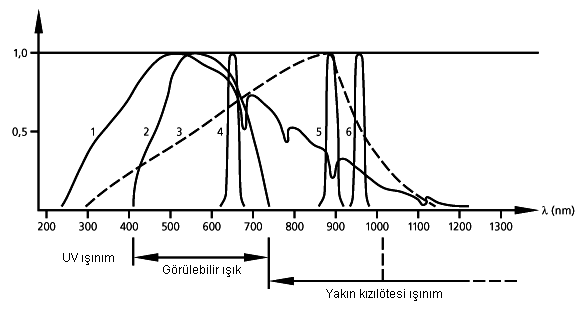 1,0
0,5
1 2 3 4 5 6
200 300 400 500 600 700 800 900 1000 1100 1200 1300 λ (nm)
UV ışınım
Görülebilir ışık
Yakın kızılötesi ışınım